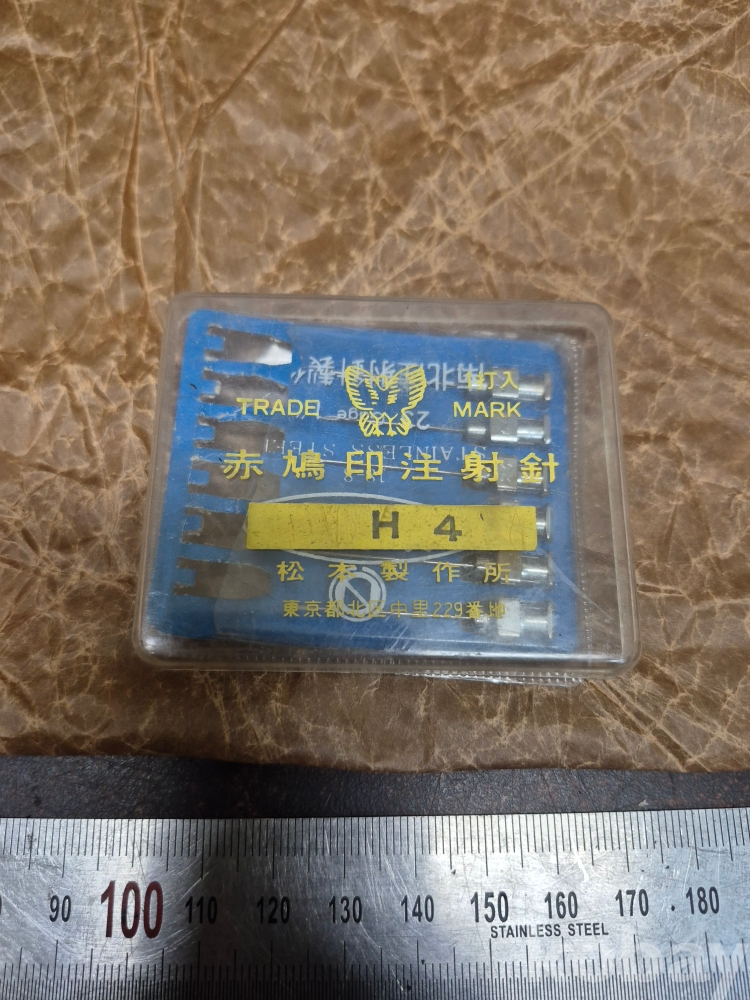 打入
TRADE MARK
赤鳩印注射針
STAINLESS STEEL
H 4
松本製作所
東京都北区中里229番地
90 100 110 120 130 140 150 160 170 180
STAINLESS STEEL